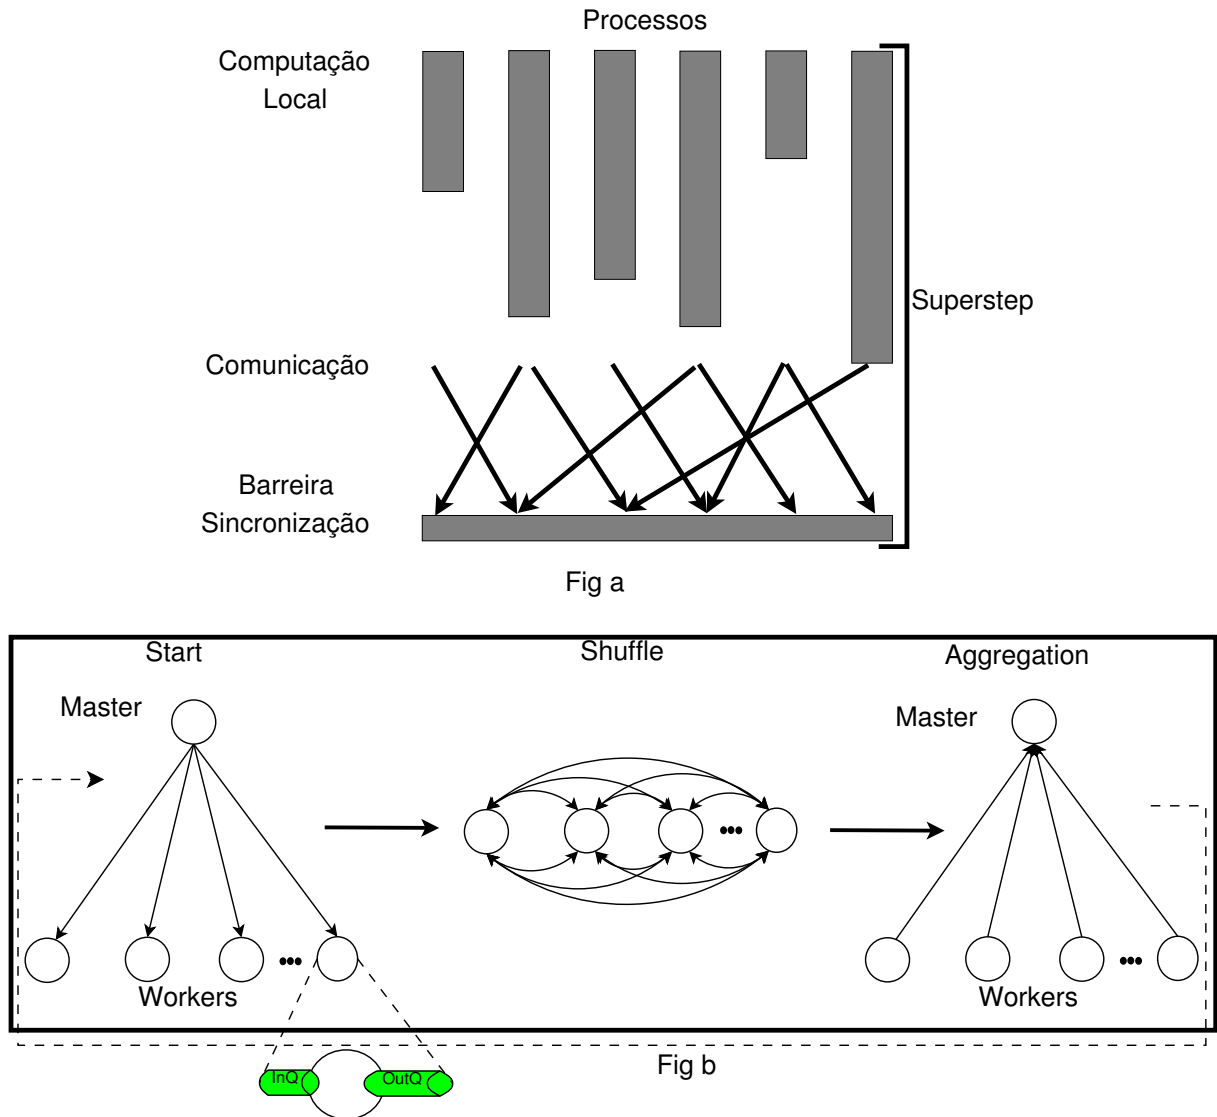 Processos
Computação
Local
Superstep
Comunicação
Barreira
Sincronização
Fig a
Start
Shuffle
Aggregation
Master
Master
Workers
Workers
Fig b
InQ
OutQ